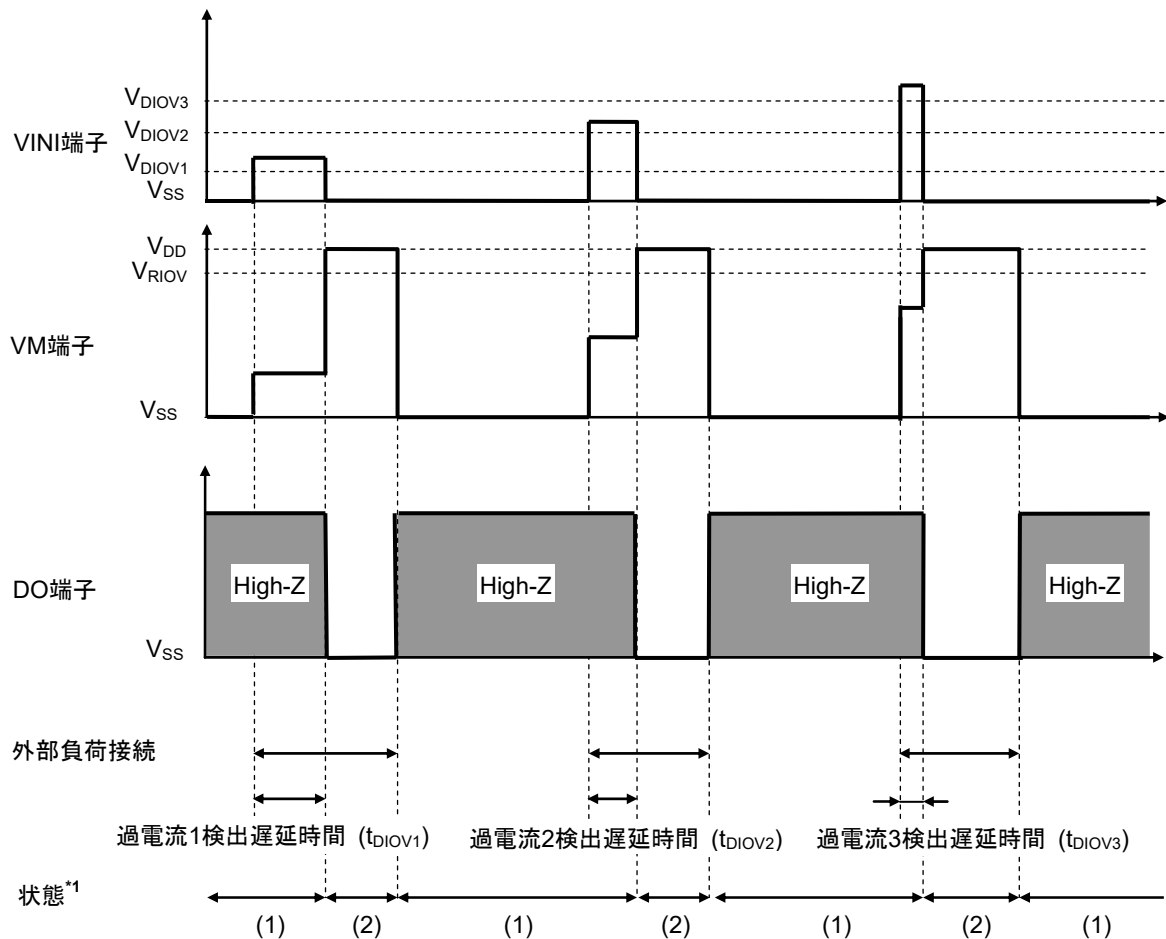 VINI端子
VDIOV3
VDIOV2
VDIOV1
VSS
VM端子
VDD
VRIOV
VSS
DO端子
High-Z High-Z High-Z High-Z
VSS
外部負荷接続
過電流1検出遅延時間 (tDIOV1) 過電流2検出遅延時間 (tDIOV2) 過電流3検出遅延時間 (tDIOV3)
状態*1
(1) (2) (1) (2) (1) (2) (1)